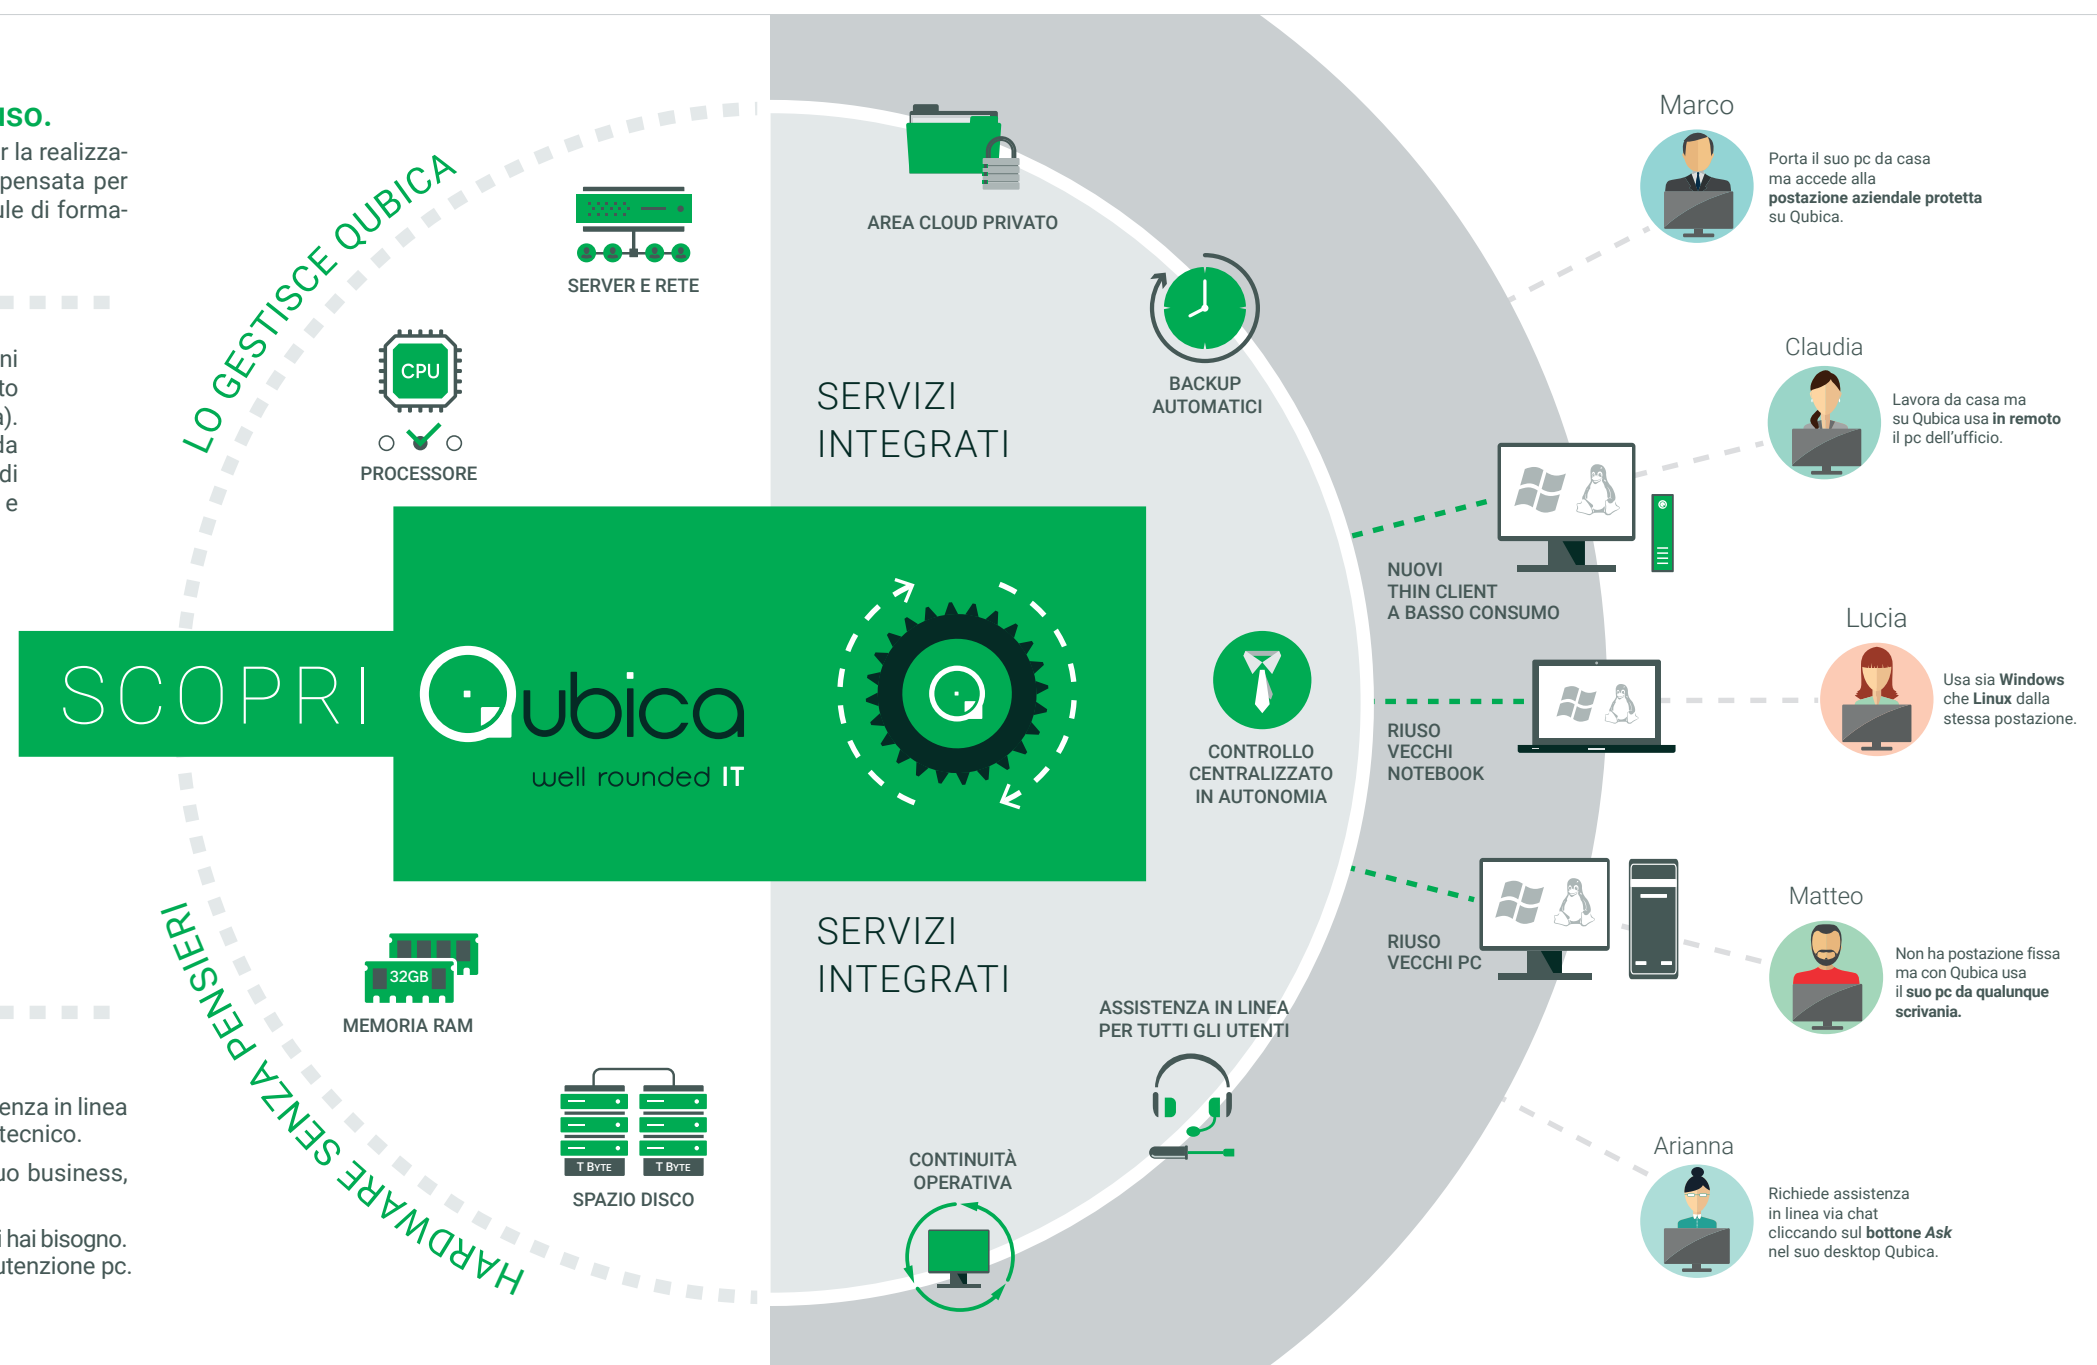 uso.
r la realizza-
pensata per
ule di forma-
ni
to
a).
da
di
e
enza in linea
tecnico.
uo business,
i hai bisogno.
utenzione pc.
LO GESTISCE QUBICA
SERVER E RETE
CPU
PROCESSORE
SCOPRI
Qubica
well rounded IT
HARDWARE SENZA PENSIERI
32GB
MEMORIA RAM
T BYTE
T BYTE
SPAZIO DISCO
AREA CLOUD PRIVATO
BACKUP
AUTOMATICI
SERVIZI
INTEGRATI
CONTROLLO
CENTRALIZZATO
IN AUTONOMIA
SERVIZI
INTEGRATI
ASSISTENZA IN LINEA
PER TUTTI GLI UTENTI
CONTINUITÀ
OPERATIVA
NUOVI
THIN CLIENT
A BASSO CONSUMO
RIUSO
VECCHI
NOTEBOOK
RIUSO
VECCHI PC
Marco
Porta il suo pc da casa
ma accede alla
postazione aziendale protetta
su Qubica.
Claudia
Lavora da casa ma
su Qubica usa in remoto
il pc dell'ufficio.
Lucia
Usa sia Windows
che Linux dalla
stessa postazione.
Matteo
Non ha postazione fissa
ma con Qubica usa
il suo pc da qualunque
scrivania.
Arianna
Richiede assistenza
in linea via chat
cliccando sul bottone Ask
nel suo desktop Qubica.